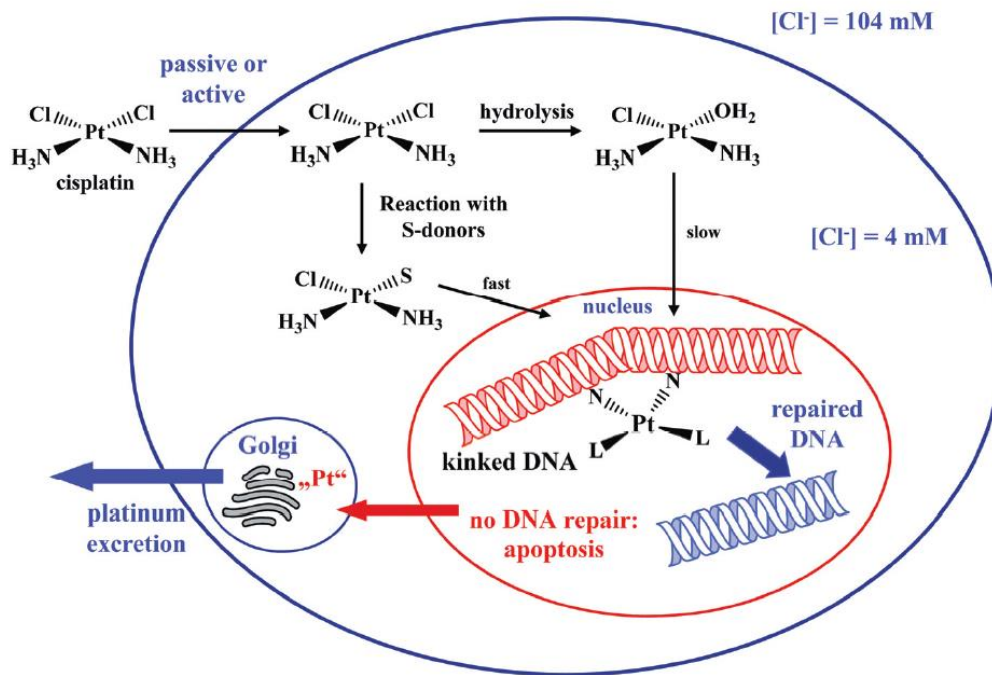 [Cl-] = 104 mM
passive or
active
Cl
Cl
Pt
H3N
NH3
cisplatin
Cl
Cl
Pt
H3N
NH3
hydrolysis
Cl
OH2
Pt
H3N
NH3
Reaction with
S-donors
slow
[Cl-] = 4 mM
Cl
S
Pt
H3N
NH3
fast
nucleus
N
N
Pt
L
L
kinked DNA
repaired
DNA
Golgi
„Pt“
platinum
excretion
no DNA repair:
apoptosis